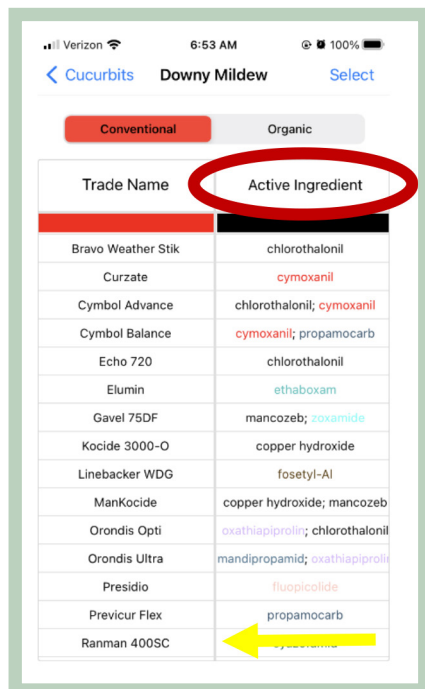 Verizon 6:53 AM 100%
Cucurbits Downy Mildew Select
Conventional Organic
Trade Name Active Ingredient
Bravo Weather Stik chlorothalonil
Curzate cymoxanil
Cymbol Advance chlorothalonil; cymoxanil
Cymbol Balance cymoxanil; propamocarb
Echo 720 chlorothalonil
Elumin ethaboxam
Gavel 75DF mancozeb; zoxamide
Kocide 3000-O copper hydroxide
Linebacker WDG fosetyl-Al
ManKocide copper hydroxide; mancozeb
Orondis Opti oxathiapiprolin; chlorothalonil
Orondis Ultra mandipropamid; oxathiapiprolin
Presidio fluopicolide
Previcur Flex propamocarb
Ranman 400SC